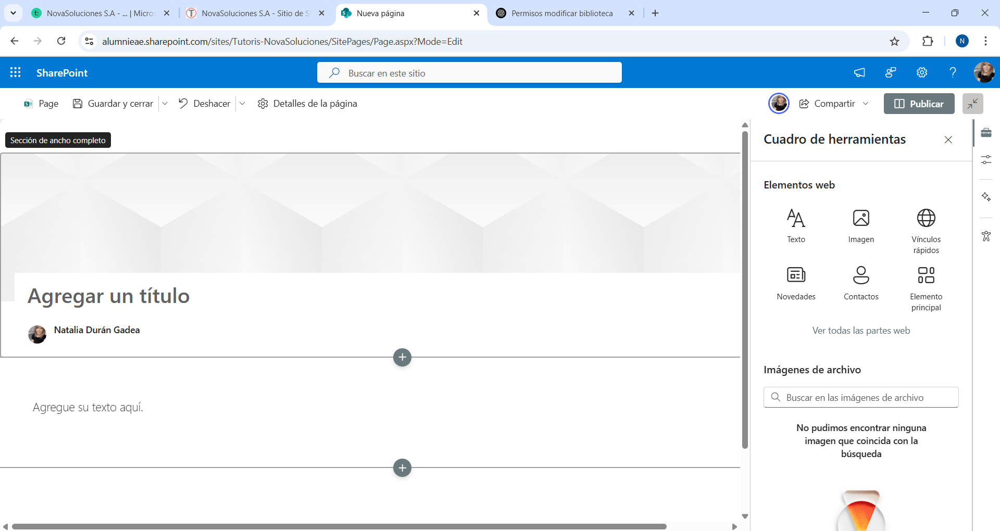 NovaSoluciones S.A - ... | Micros
NovaSoluciones S.A - Sitio de S
Nueva página
Permisos modificar biblioteca
alumnieae.sharepoint.com/sites/Tutoris-NovaSoluciones/SitePages/Page.aspx?Mode=Edit
N
SharePoint
Buscar en este sitio
Page
Guardar y cerrar
Deshacer
Detalles de la página
Compartir
Publicar
Sección de ancho completo
Cuadro de herramientas
Elementos web
Texto
Imagen
Vínculos
rápidos
Novedades
Contactos
Elemento
principal
Ver todas las partes web
Agregar un título
Natalia Durán Gadea
Agregue su texto aquí.
Imágenes de archivo
Buscar en las imágenes de archivo
No pudimos encontrar ninguna
imagen que coincida con la
búsqueda